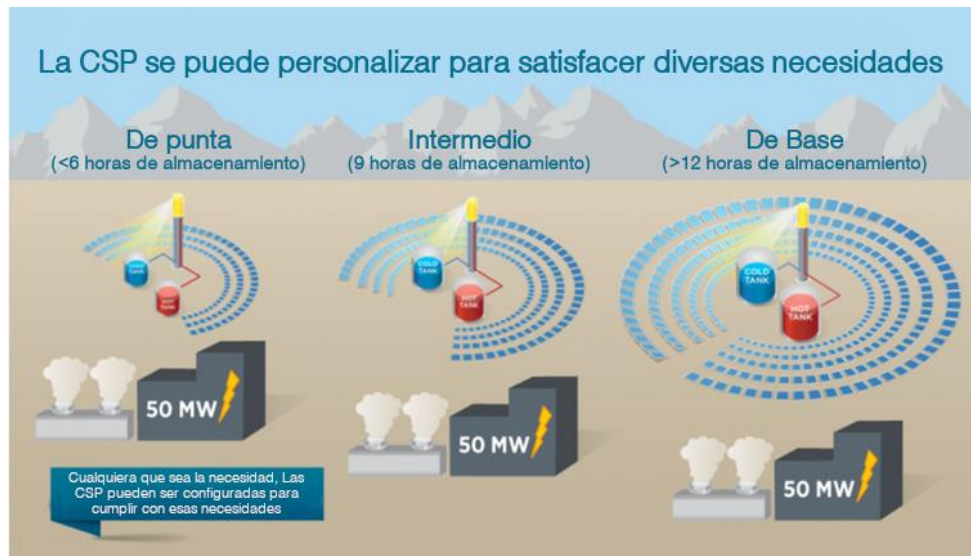 La CSP se puede personalizar para satisfacer diversas necesidades
De punta
(<6 horas de almacenamiento)
Intermedio
(9 horas de almacenamiento)
De Base
(>12 horas de almacenamiento)
COLD
TANK
HOT
TANK
COLD
TANK
HOT
TANK
COLD
TANK
HOT
TANK
50 MW
50 MW
50 MW
Cualquiera que sea la necesidad, Las
CSP pueden ser configuradas para
cumplir con esas necesidades